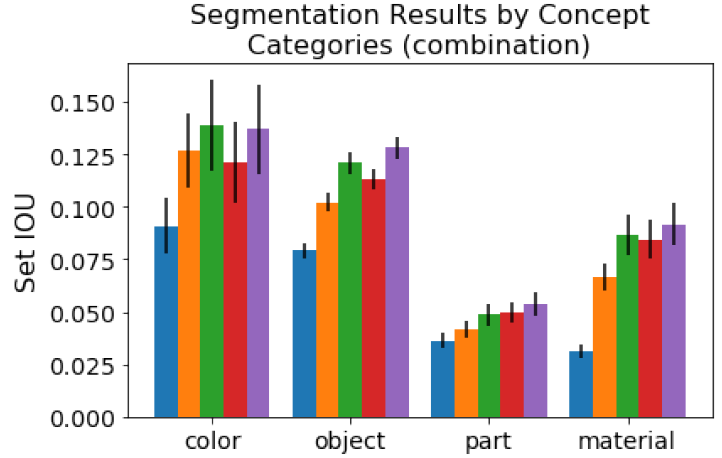 Segmentation Results by Concept
Categories (combination)
Set IOU
0.150
0.125
0.100
0.075
0.050
0.025
0.000
color
object
part
material